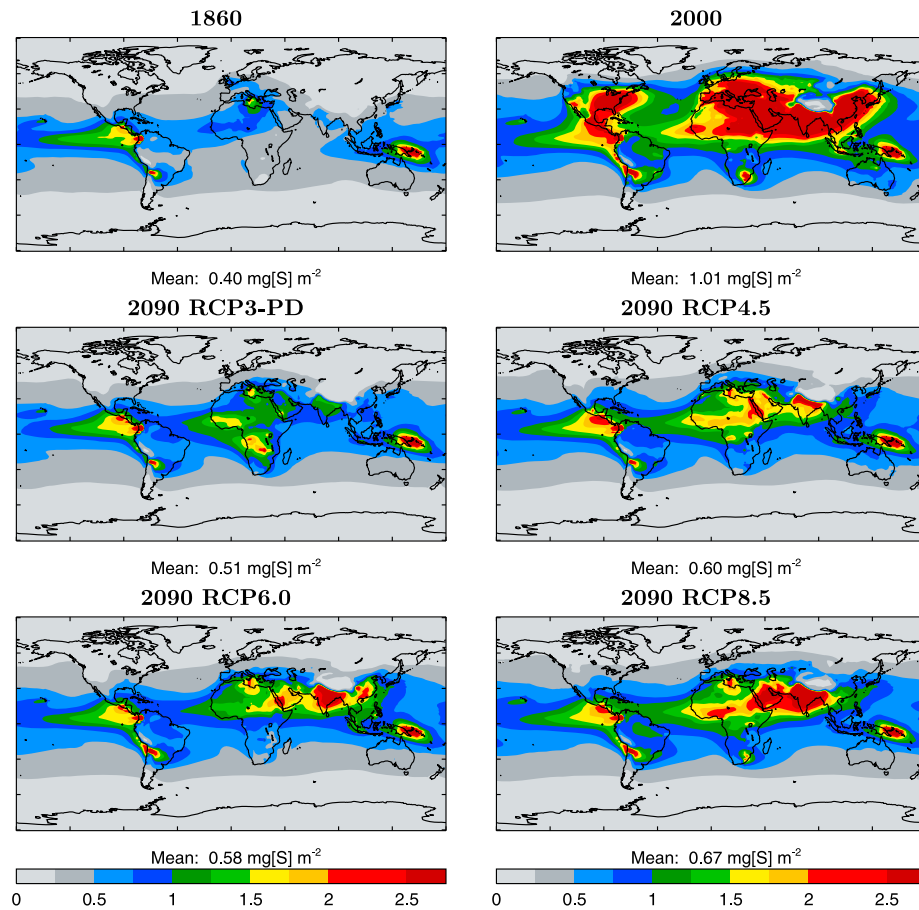 1860
2000
Mean: 0.40 mg[S] m-2
Mean: 1.01 mg[S] m-2
2090 RCP3-PD
2090 RCP4.5
Mean: 0.51 mg[S] m-2
Mean: 0.60 mg[S] m-2
2090 RCP6.0
2090 RCP8.5
Mean: 0.58 mg[S] m-2
Mean: 0.67 mg[S] m-2
0 0.5 1 1.5 2 2.5
0 0.5 1 1.5 2 2.5